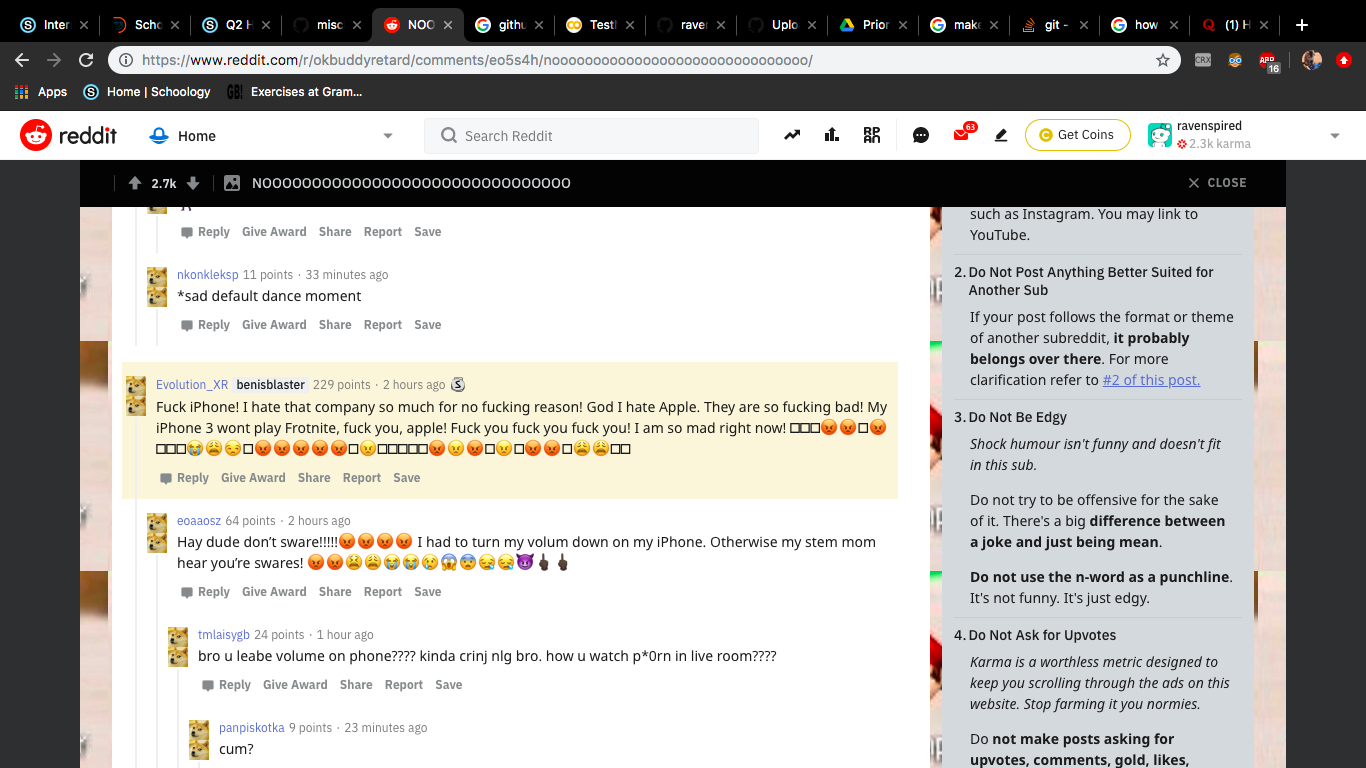 Inter
Scho
Q2 H
misc
NOO
githu
Test
raver
Uplo
Prior
make
git -
how
(1) H
https://www.reddit.com/r/okbuddyretard/comments/eo5s4h/nooooooooooooooooooooooooooooooo/
CRX
ABP
16
Apps
Home | Schoology
GB!
Exercises at Gram...
reddit
Home
Search Reddit
RPAN
63
Get Coins
ravenspired
2.3k karma
2.7k
NOOOOOOOOOOOOOOOOOOOOOOOOOOOOOOO
CLOSE
Reply Give Award Share Report Save
nkonkleksp 11 points · 33 minutes ago
*sad default dance moment
Reply Give Award Share Report Save
Evolution_XR benisblaster 229 points · 2 hours ago S
Fuck iPhone! I hate that company so much for no fucking reason! God I hate Apple. They are so fucking bad! My
iPhone 3 wont play Frotnite, fuck you, apple! Fuck you fuck you fuck you! I am so mad right now! □□□😡😡□😡
□□□😭😩😒□😡😡😡😡😡□😠□□□□□😡😠😡□😠□😡😡□😩😩□□
Reply Give Award Share Report Save
eoaaosz 64 points · 2 hours ago
Hay dude don’t sware!!!!!😡😡😡😡 I had to turn my volum down on my iPhone. Otherwise my stem mom
hear you’re swares! 😡😡😫😩😭😭😢😱😨😪😪😈🖕🏿🖕🏿
Reply Give Award Share Report Save
tmlaisygb 24 points · 1 hour ago
bro u leabe volume on phone???? kinda crinj nlg bro. how u watch p*0rn in live room????
Reply Give Award Share Report Save
panpiskotka 9 points · 23 minutes ago
cum?
such as Instagram. You may link to
YouTube.
2. Do Not Post Anything Better Suited for
Another Sub
If your post follows the format or theme
of another subreddit, it probably
belongs over there. For more
clarification refer to #2 of this post.
3. Do Not Be Edgy
Shock humour isn't funny and doesn't fit
in this sub.
Do not try to be offensive for the sake
of it. There's a big difference between
a joke and just being mean.
Do not use the n-word as a punchline.
It's not funny. It's just edgy.
4. Do Not Ask for Upvotes
Karma is a worthless metric designed to
keep you scrolling through the ads on this
website. Stop farming it you normies.
Do not make posts asking for
upvotes, comments, gold, likes,